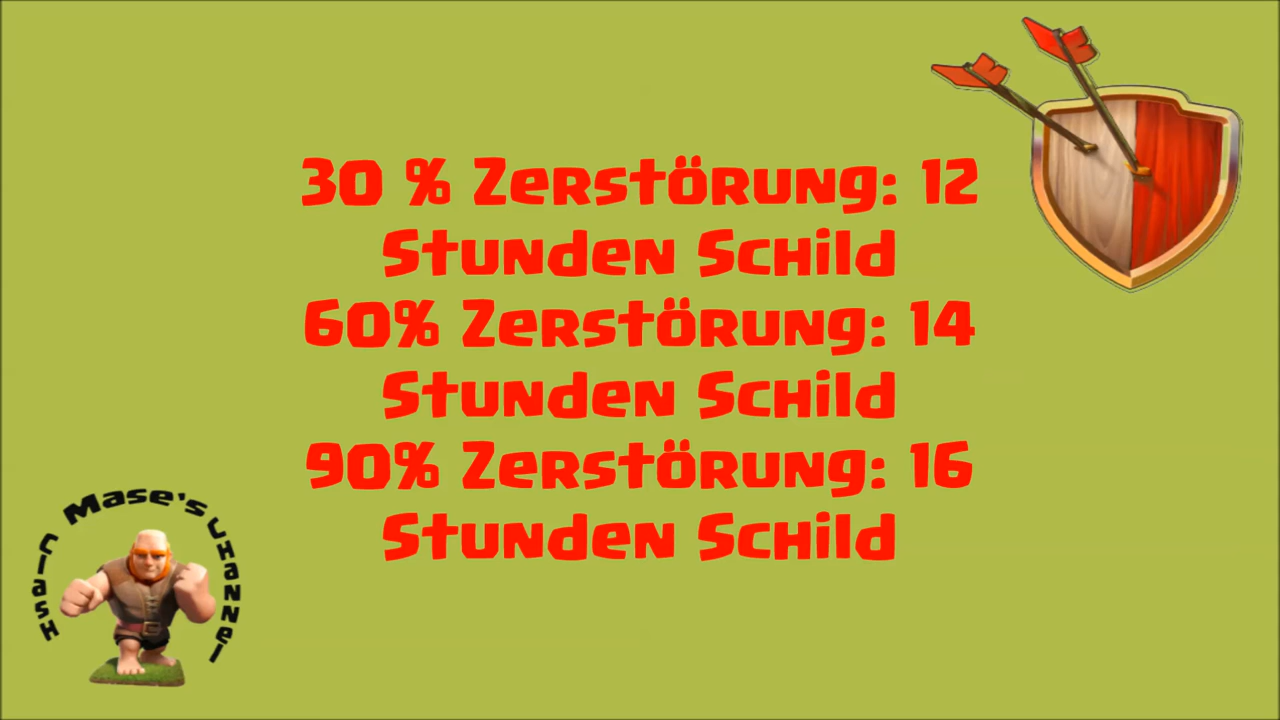 30 % Zerstörung: 12
Stunden Schild
60% Zerstörung: 14
Stunden Schild
90% Zerstörung: 16
Stunden Schild
Clash Mase's Channel